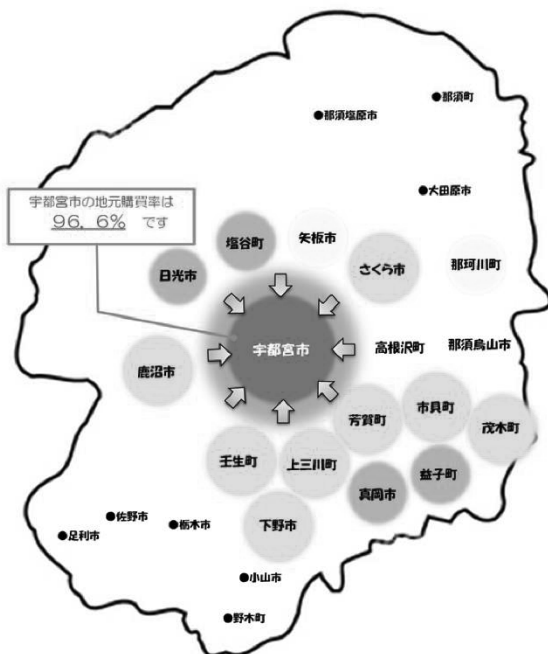 ●那須町
●那須塩原市
●大田原市
宇都宮市の地元購買率は
96.6% です
塩谷町
矢板市
さくら市
那珂川町
日光市
宇都宮市
高根沢町
那須烏山市
鹿沼市
芳賀町
市貝町
茂木町
壬生町
上三川町
真岡市
益子町
●佐野市
●栃木市
下野市
●足利市
●小山市
●野木町